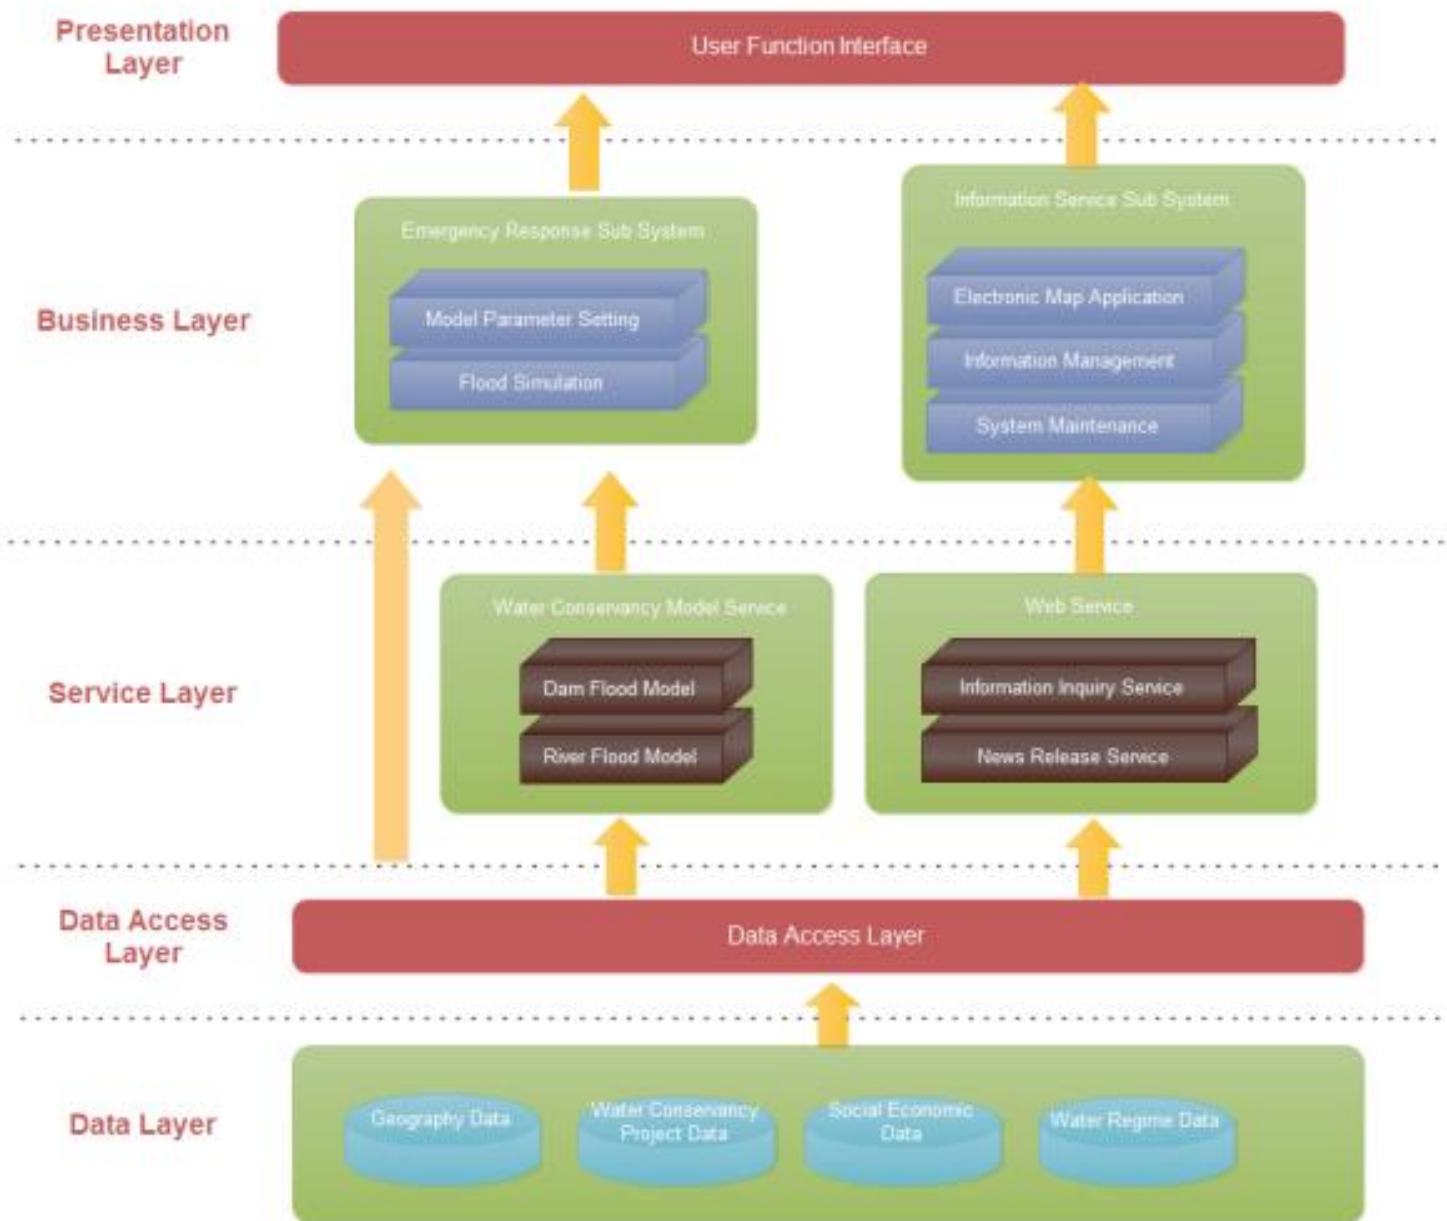 Presentation
Layer
User Function Interface
Emergency Response Sub System
Model Parameter Setting
Flood Simulation
Information Service Sub System
Electronic Map Application
Information Management
System Maintenance
Business Layer
Water Conservancy Model Service
Dam Flood Model
River Flood Model
Web Service
Information Inquiry Service
News Release Service
Service Layer
Data Access
Layer
Data Access Layer
Data Layer
Geography Data
Water Conservancy
Project Data
Social Economic
Data
Water Regime Data